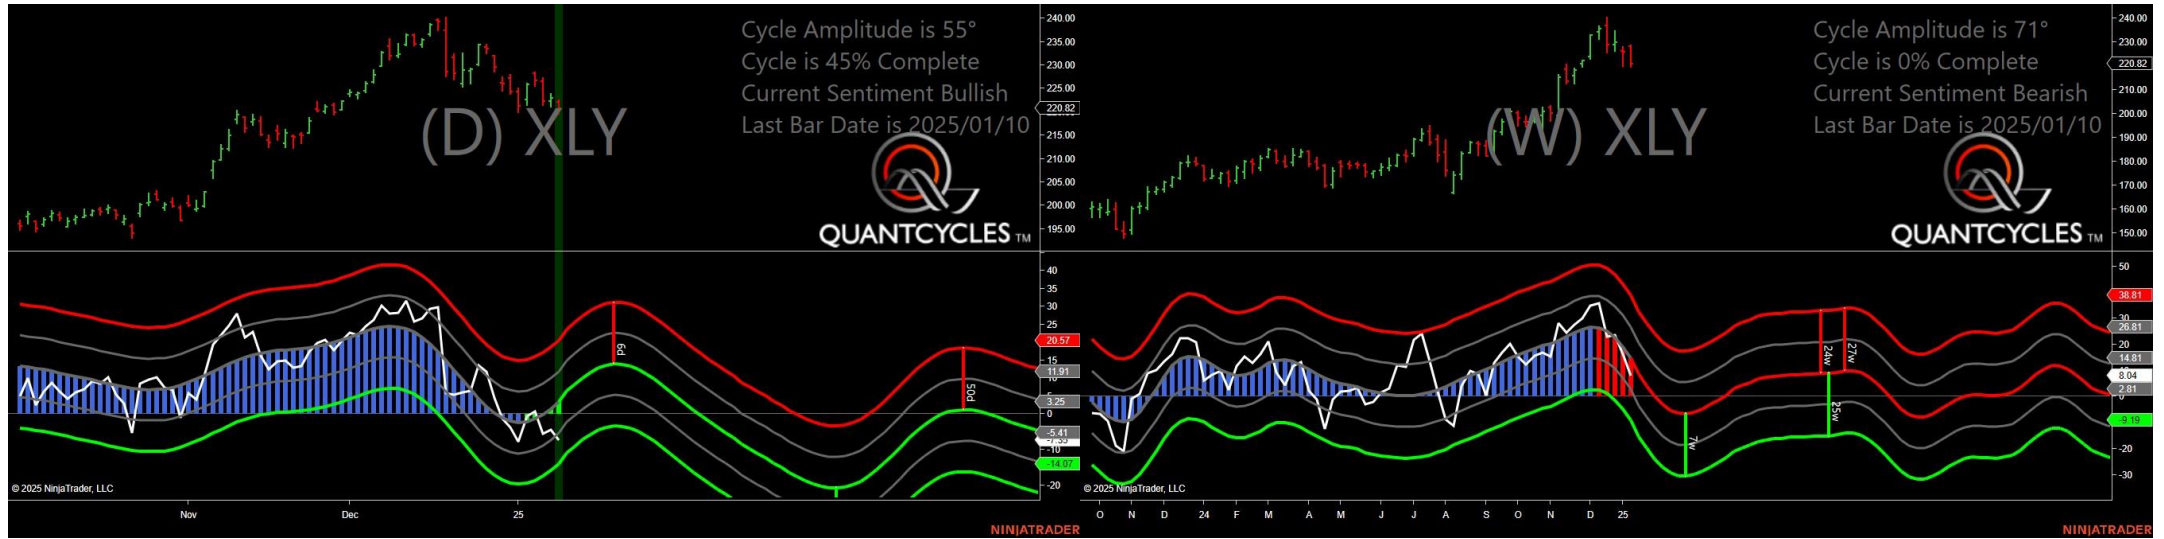 Cycle Amplitude is 55°
Cycle is 45% Complete
Current Sentiment Bullish
Last Bar Date is 2025/01/10
(D) XLY
QUANTCYCLES TM
240.00
235.00
230.00
225.00
220.82
215.00
210.00
205.00
200.00
195.00
40
35
30
25
20.57
15
11.91
3.25
0
-5.41
-10
-14.07
-20
6d
50d
© 2025 NinjaTrader, LLC
Nov Dec 25
NINJATRADER
Cycle Amplitude is 71°
Cycle is 0% Complete
Current Sentiment Bearish
Last Bar Date is 2025/01/10
(W) XLY
QUANTCYCLES TM
240.00
230.00
220.82
210.00
200.00
190.00
180.00
170.00
160.00
150.00
50
38.81
30
26.81
20
14.81
8.04
2.81
0
-9.19
-20
-30
7w
24w
27w
25w
© 2025 NinjaTrader, LLC
O N D 24 F M A M J J A S O N D 25
NINJATRADER